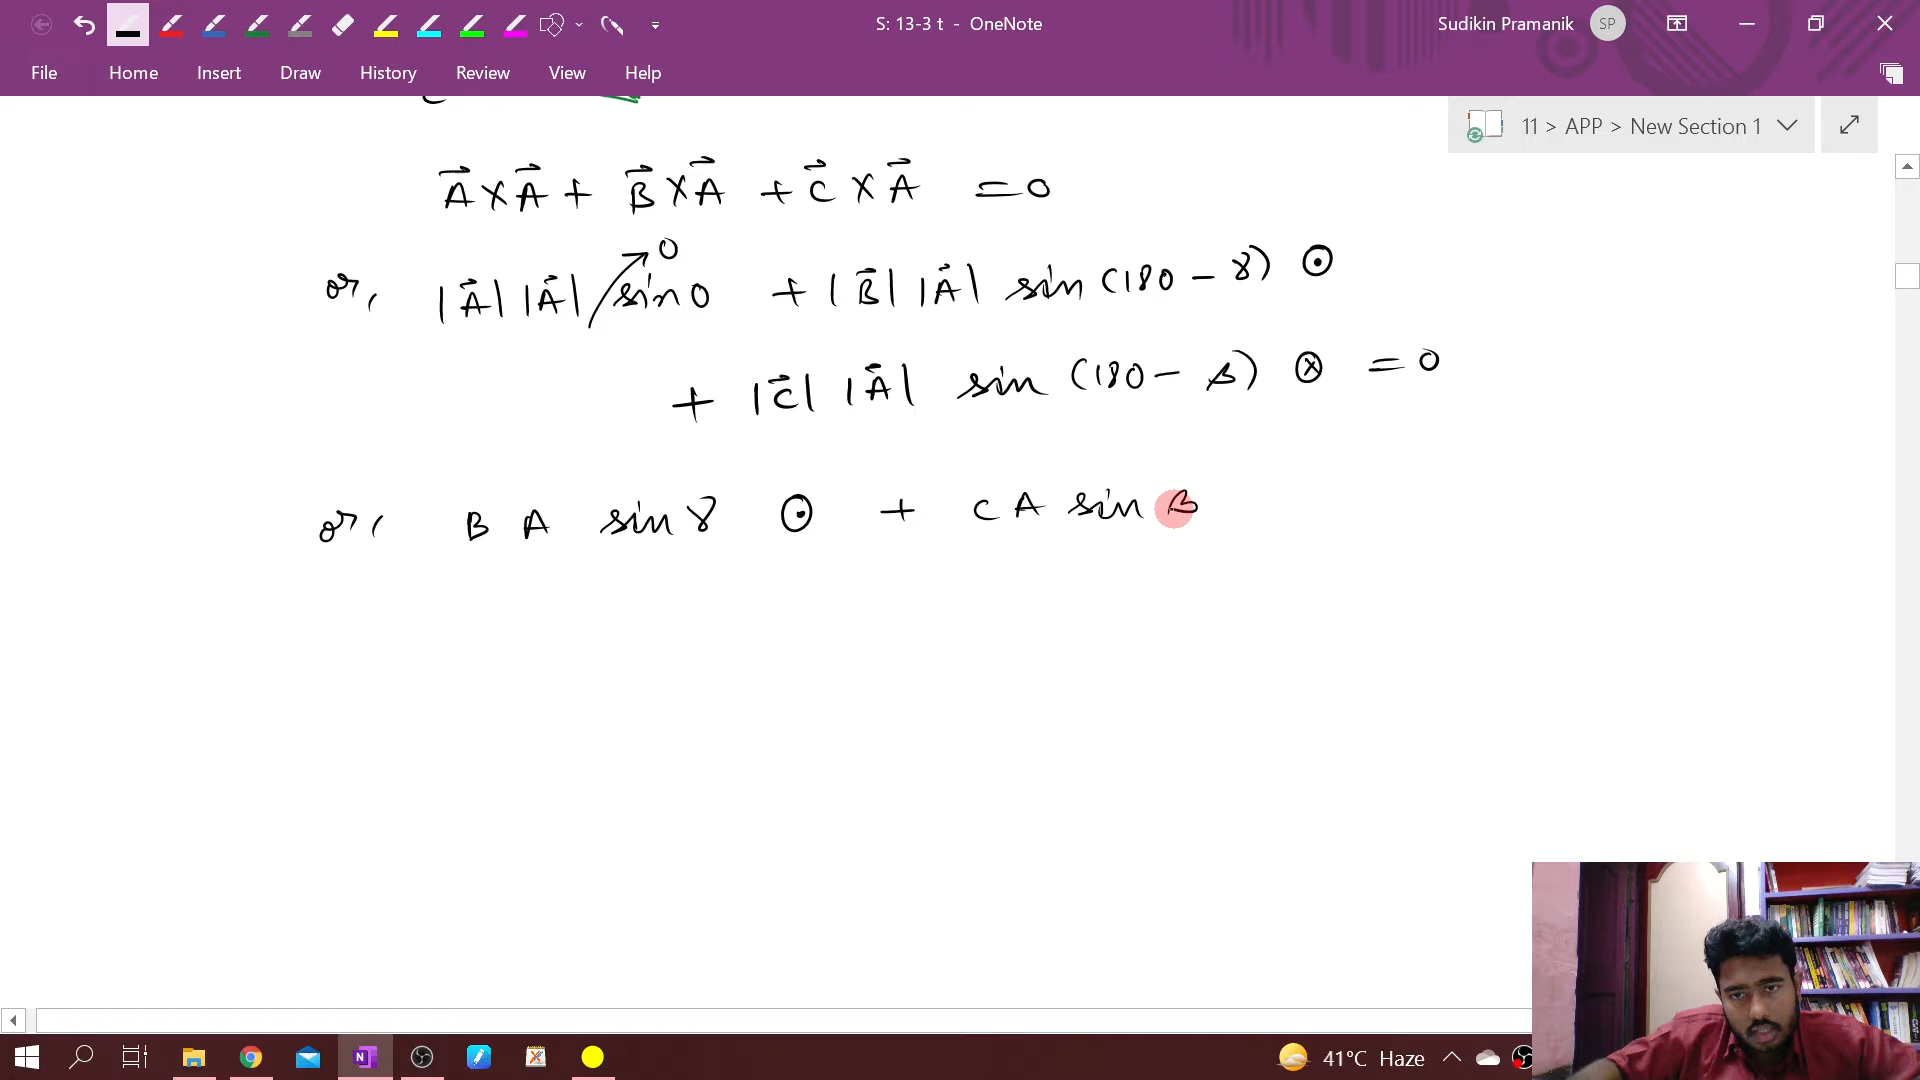 S: 13-3 t - OneNote
Sudikin Pramanik SP
File Home Insert Draw History Review View Help
11 > APP > New Section 1
A⃗ × A⃗ + B⃗ × A⃗ + C⃗ × A⃗ = 0
or, |A⃗| |A⃗| sin 0 → 0 + |B⃗| |A⃗| sin (180 - γ) ⊙
+ |C⃗| |A⃗| sin (180 - β) ⊗ = 0
or, B A sin γ ⊙ + C A sin β
41°C Haze